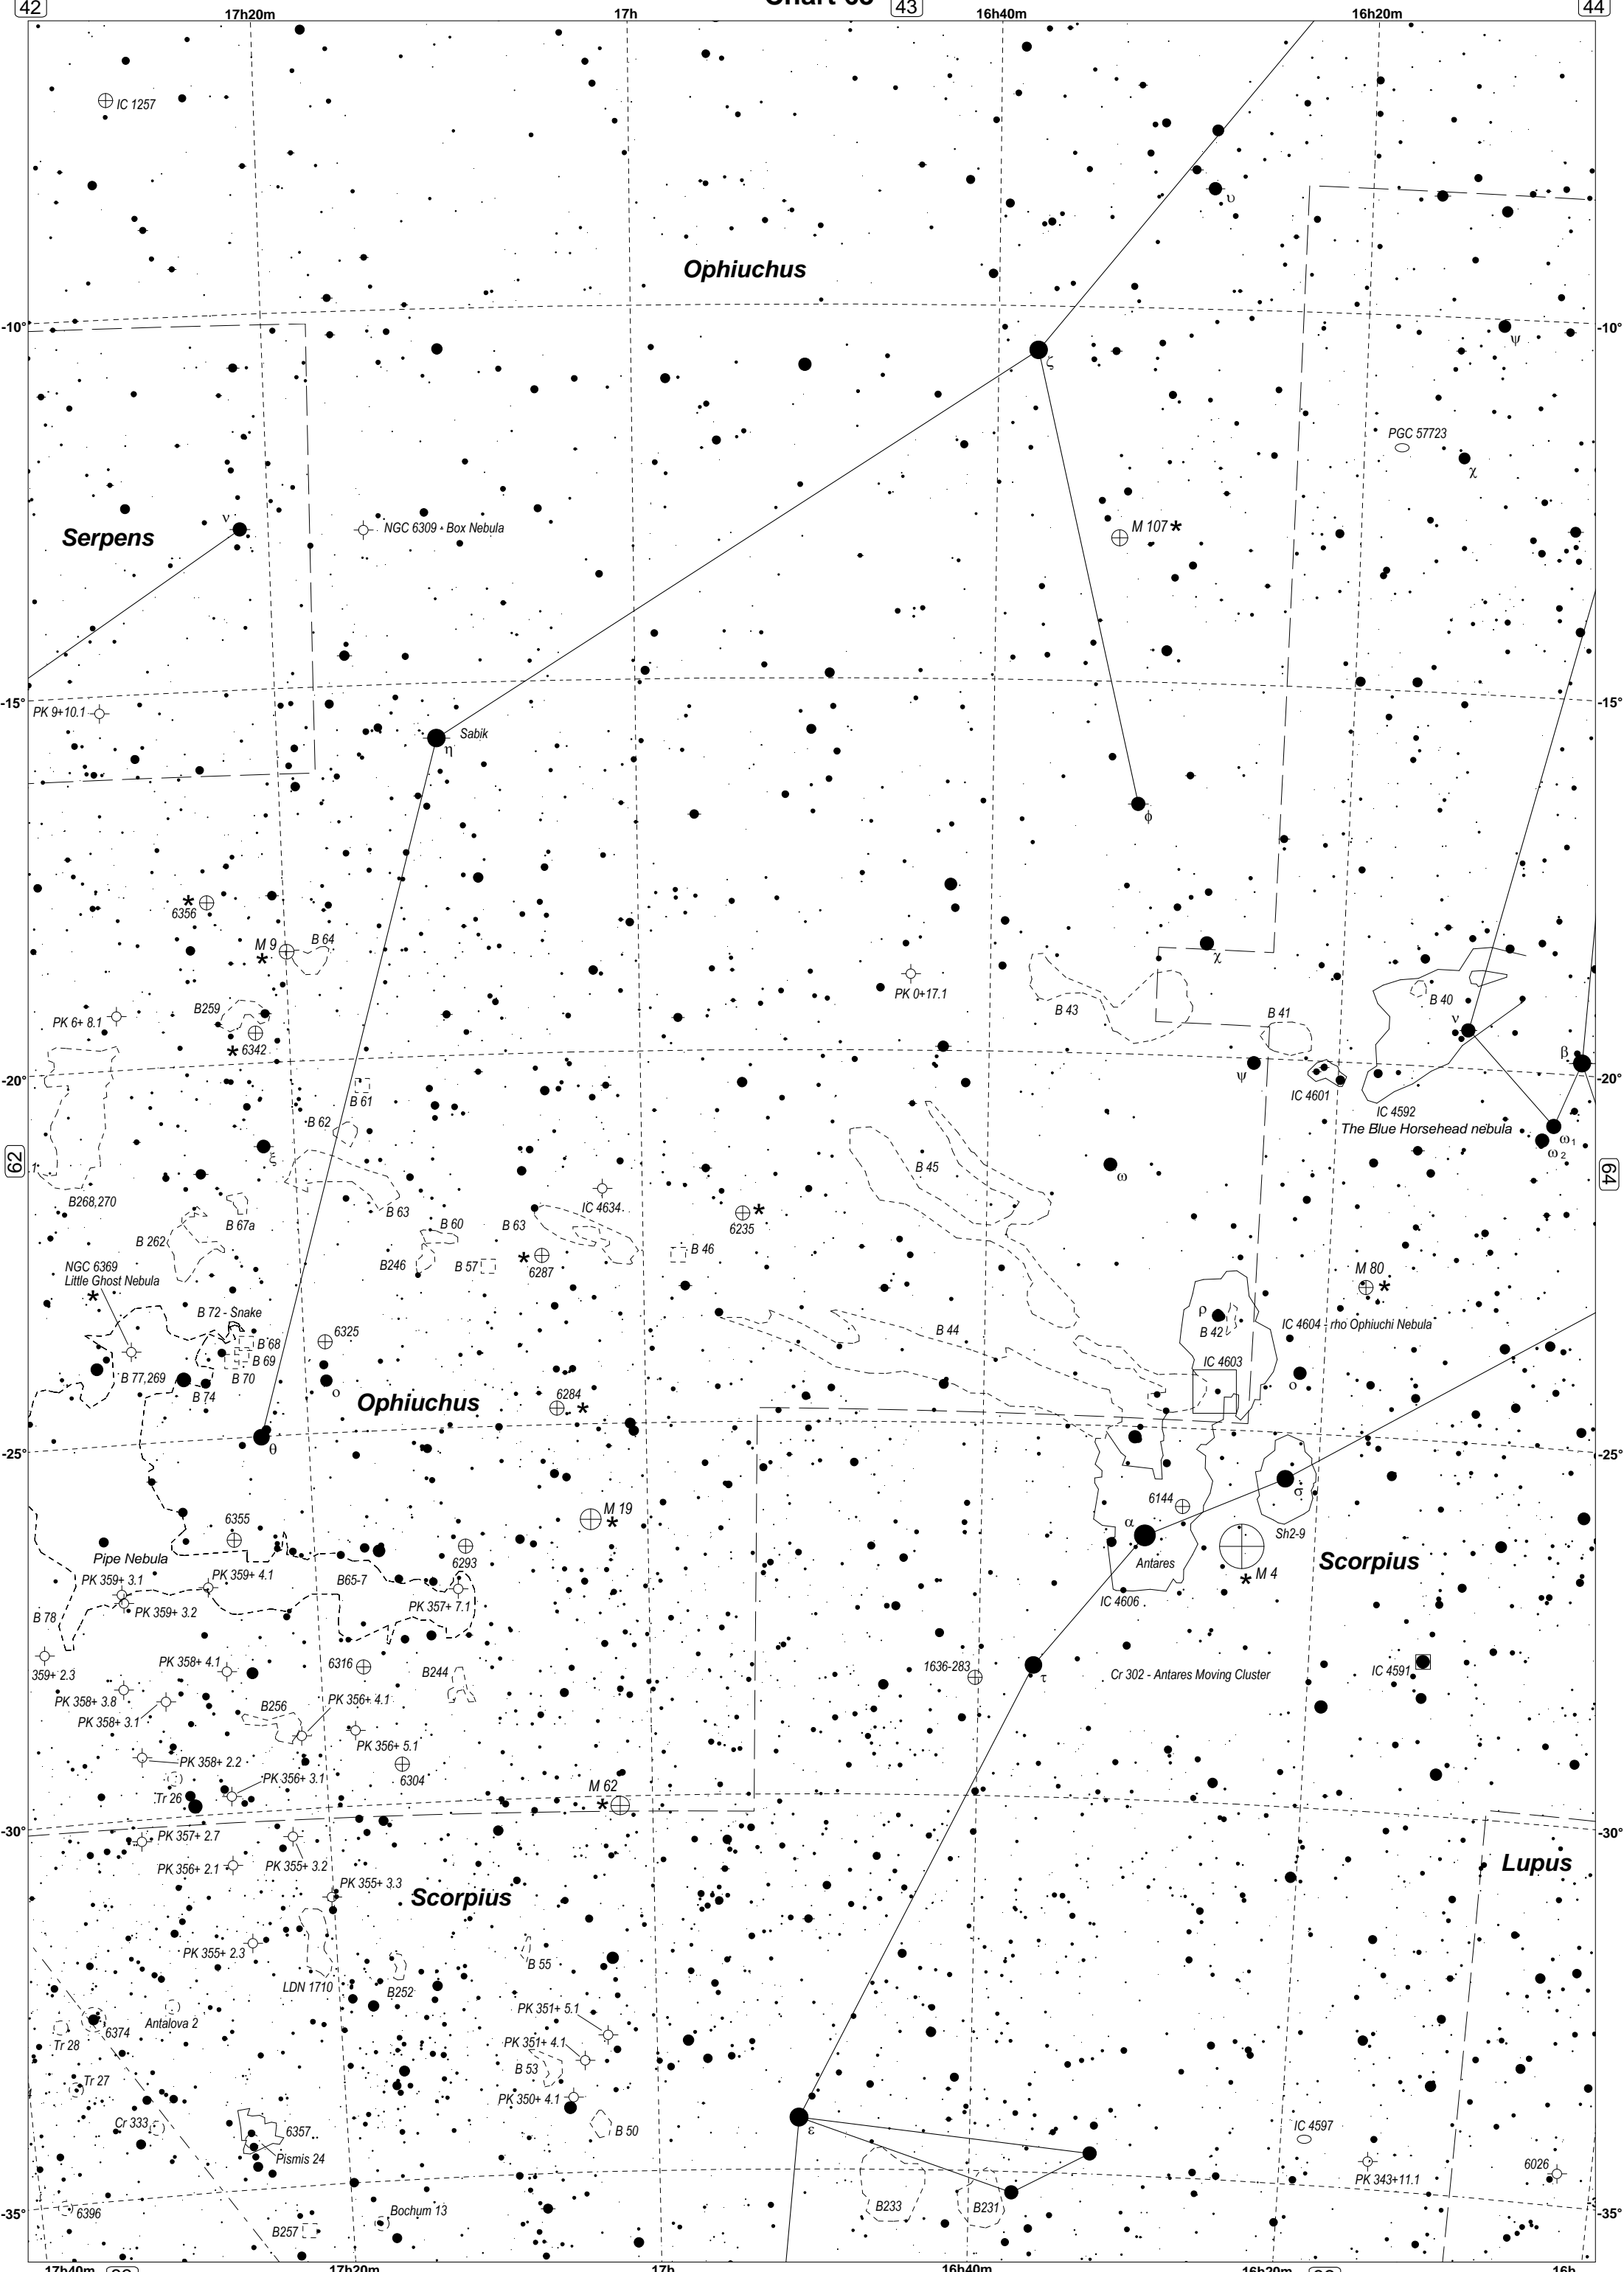 42
43
44
17h20m
17h
16h40m
16h20m
IC 1257
υ
Ophiuchus
-10°
-10°
ψ
ζ
PGC 57723
χ
ν
NGC 6309 - Box Nebula
M 107 *
Serpens
-15°
-15°
PK 9+10.1
Sabik
η
φ
*
6356
M 9
*
B 64
χ
PK 0+17.1
B 43
B 41
B 40
ν
B259
PK 6+ 8.1
* 6342
β
-20°
-20°
ψ
B 61
IC 4601
IC 4592
The Blue Horsehead nebula
B 62
ω 1
ω 2
ξ
62
64
B 45
ω
B268,270
B 67a
B 63
IC 4634
B 60
B 63
6235 *
B 262
B246
B 57
* 6287
B 46
NGC 6369
Little Ghost Nebula
*
M 80
*
B 72 - Snake
ρ
B 42
IC 4604 - rho Ophiuchi Nebula
6325
B 68
B 69
B 44
IC 4603
B 77,269
B 70
B 74
ο
ο
Ophiuchus
6284
*
θ
-25°
-25°
σ
M 19
*
6144
α
Antares
Sh2-9
6355
Pipe Nebula
6293
Scorpius
M 4
*
PK 359+ 3.1
PK 359+ 4.1
B65-7
PK 359+ 3.2
PK 357+ 7.1
IC 4606
B 78
359+ 2.3
PK 358+ 4.1
6316
B244
1636-283
τ
Cr 302 - Antares Moving Cluster
IC 4591
PK 358+ 3.8
PK 358+ 3.1
B256
PK 356+ 4.1
PK 356+ 5.1
PK 358+ 2.2
PK 356+ 3.1
6304
Tr 26
M 62
*
-30°
-30°
PK 357+ 2.7
PK 356+ 2.1
PK 355+ 3.2
PK 355+ 3.3
Lupus
Scorpius
PK 355+ 2.3
LDN 1710
B252
B 55
PK 351+ 5.1
Antalova 2
6374
Tr 28
PK 351+ 4.1
B 53
Tr 27
PK 350+ 4.1
Cr 333
6357
B 50
ε
Pismis 24
IC 4597
PK 343+11.1
6026
B233
B231
-35°
-35°
6396
B257
Bochum 13
17h40m
17h20m
17h
16h40m
16h20m
16h